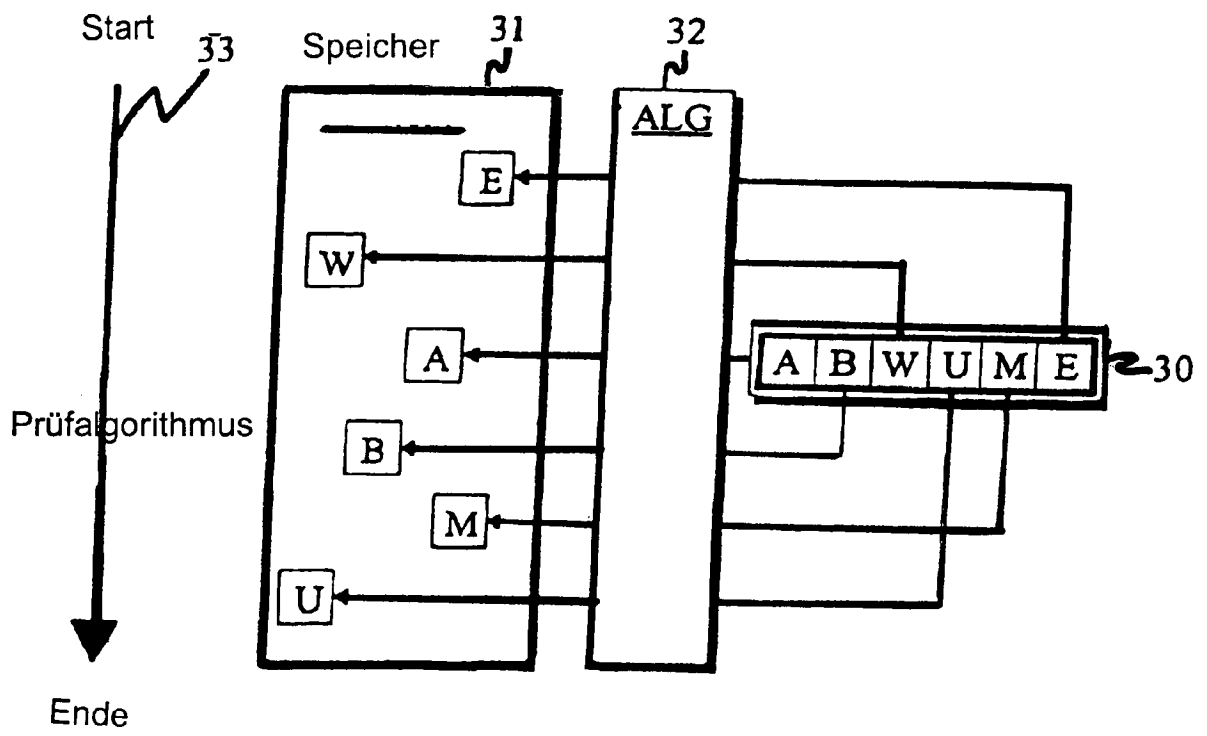 Start
33
Speicher
31
32
ALG
E
W
A
A B W U M E
30
Prüfalgorithmus
B
M
U
Ende